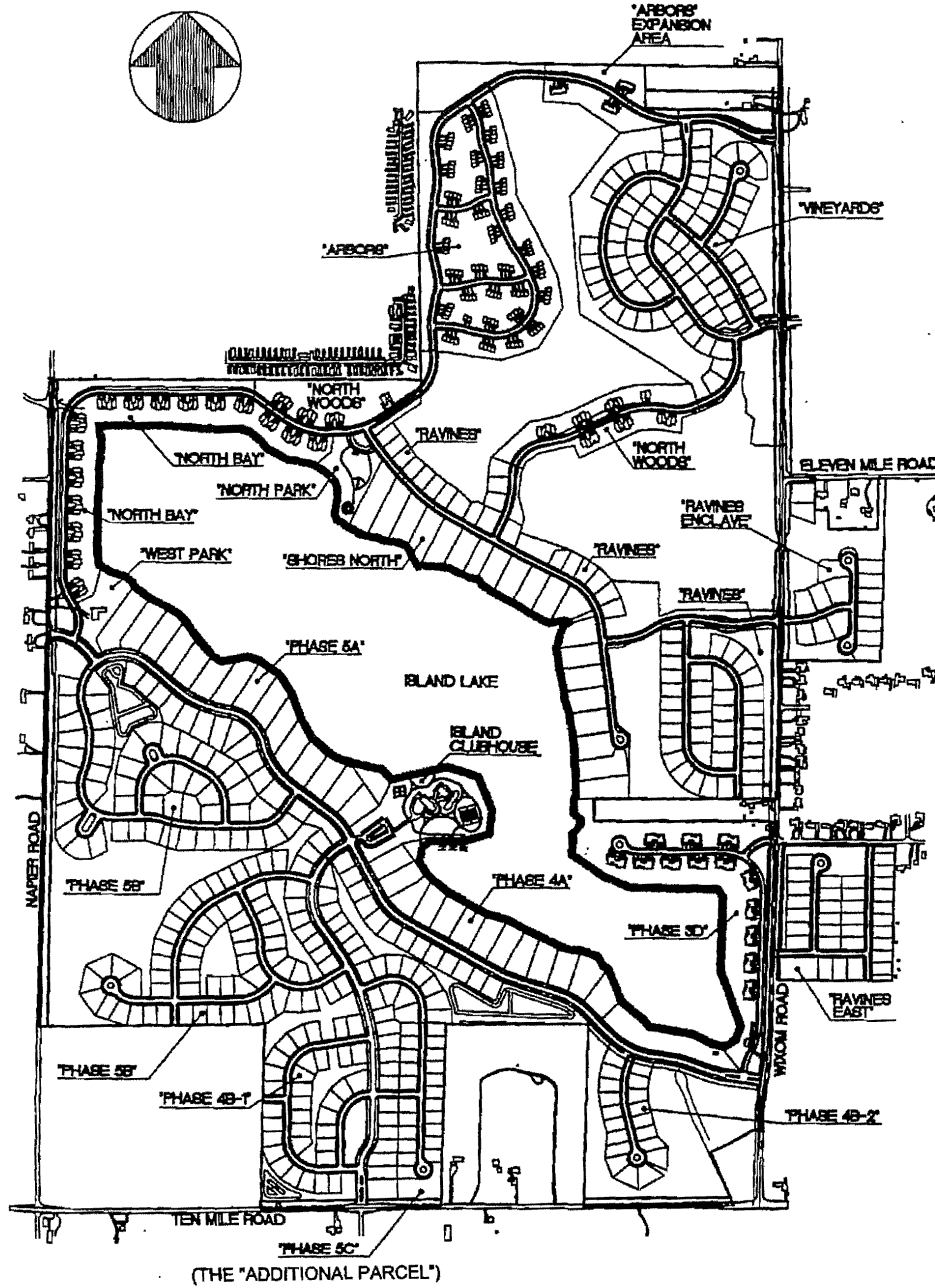 "ARBORS"
EXPANSION
AREA
"VINEYARDS"
"ARBORS"
"NORTH
WOODS"
"RAVINES"
"NORTH BAY"
"NORTH
WOODS"
ELEVEN MILE ROAD
"NORTH PARK"
"RAVINES
ENCLAVE"
"NORTH BAY"
"WEST PARK"
"SHORES NORTH"
"RAVINES"
"RAVINES"
"PHASE 5A"
ISLAND LAKE
ISLAND
CLUBHOUSE
NAPIER ROAD
"PHASE 5B"
"PHASE 4A"
"PHASE 3D"
"RAVINES
EAST"
WIXOM ROAD
"PHASE 5B"
"PHASE 4B-1"
"PHASE 4B-2"
TEN MILE ROAD
"PHASE 5C"
(THE "ADDITIONAL PARCEL")